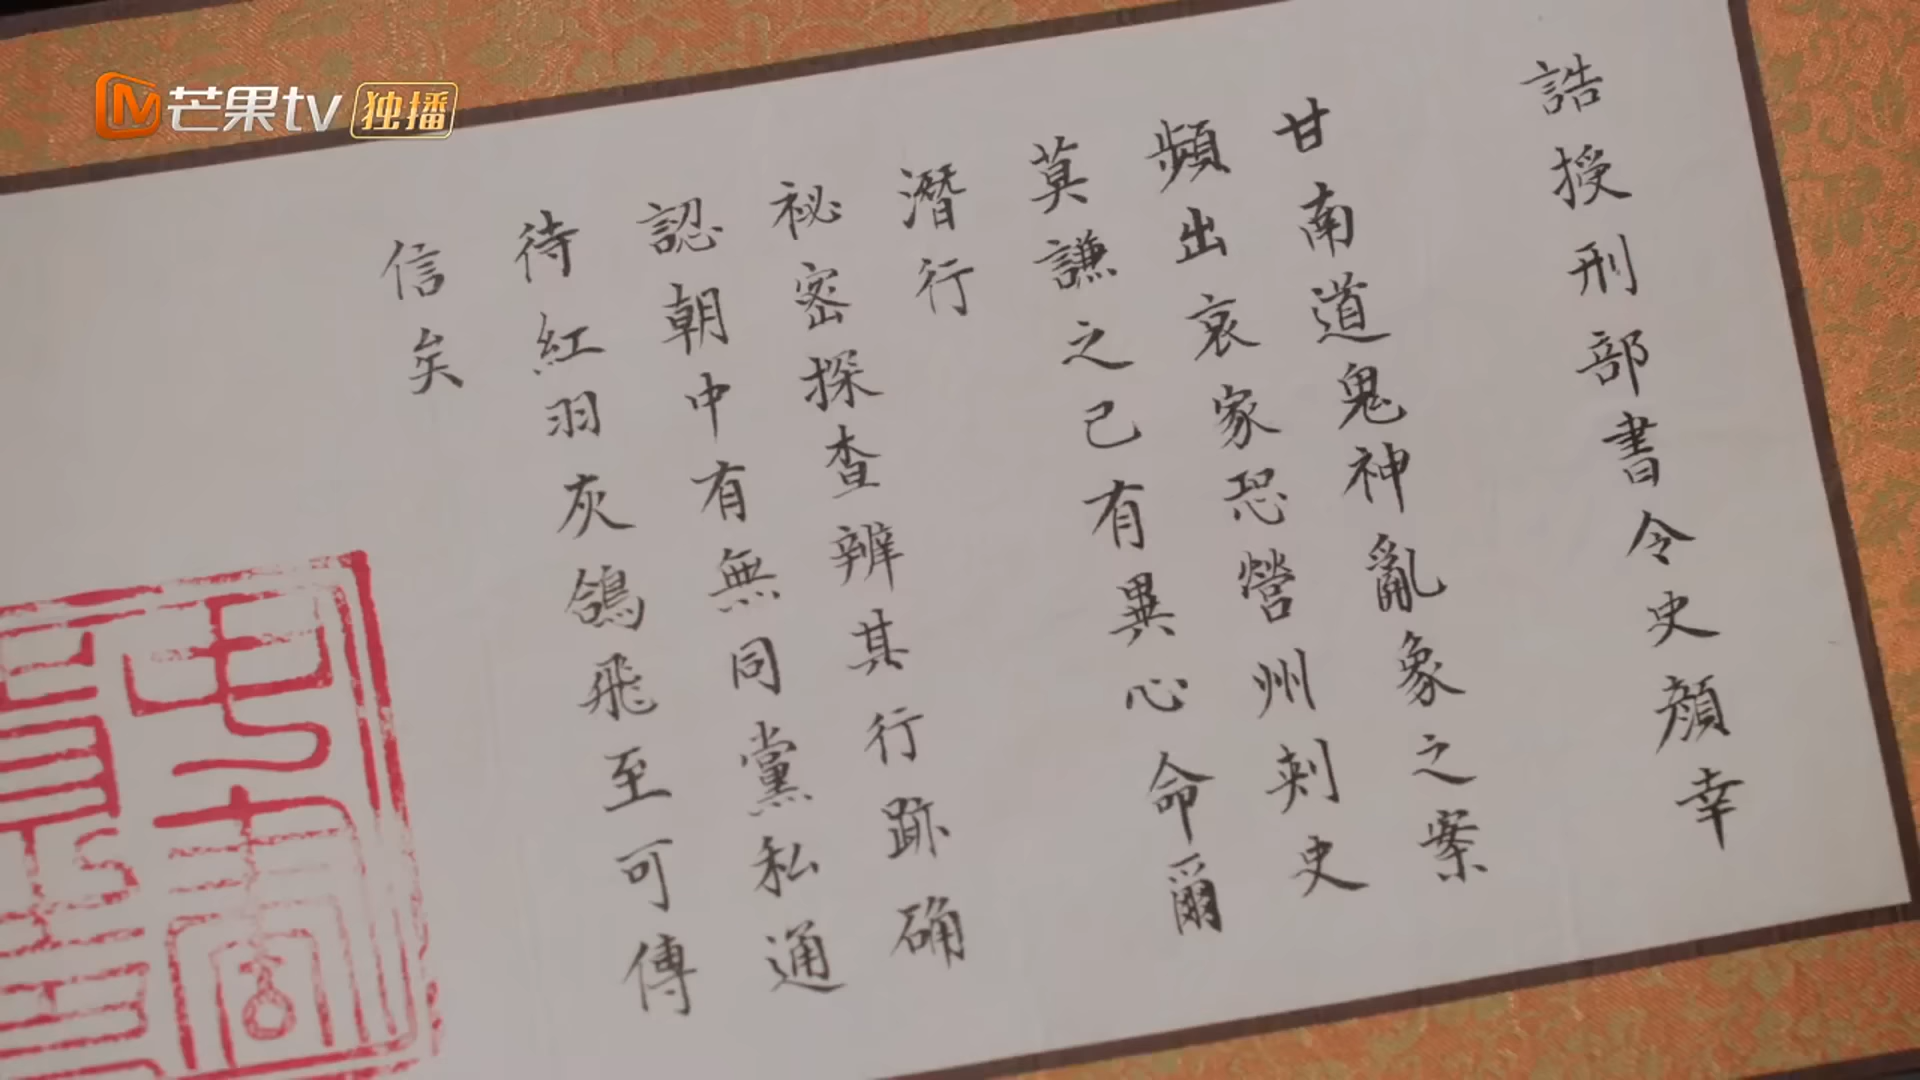 芒果tv 独播
誥授刑部書令史顏幸
甘南道鬼神亂象之案
頻出哀家恐營州刺史
莫謙之已有異心命爾
潛行
祕密探查辨其行跡确
認朝中有無同黨私通
待紅羽灰鴿飛至可傳
信矣